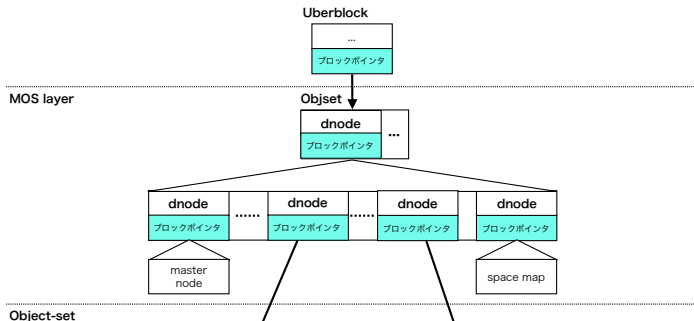 Uberblock
...
ブロックポインタ
MOS layer
Objset
dnode
...
ブロックポインタ
dnode
......
dnode
......
dnode
dnode
ブロックポインタ
ブロックポインタ
ブロックポインタ
ブロックポインタ
master
node
space map
Object-set